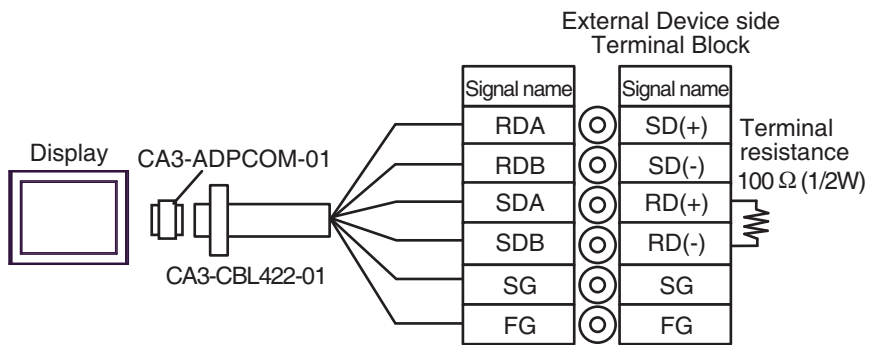 External Device side
Terminal Block
Signal name Signal name
RDA SD(+)
RDB SD(-)
SDA RD(+)
SDB RD(-)
SG SG
FG FG
Terminal
resistance
100 Ω (1/2W)
Display
CA3-ADPCOM-01
CA3-CBL422-01